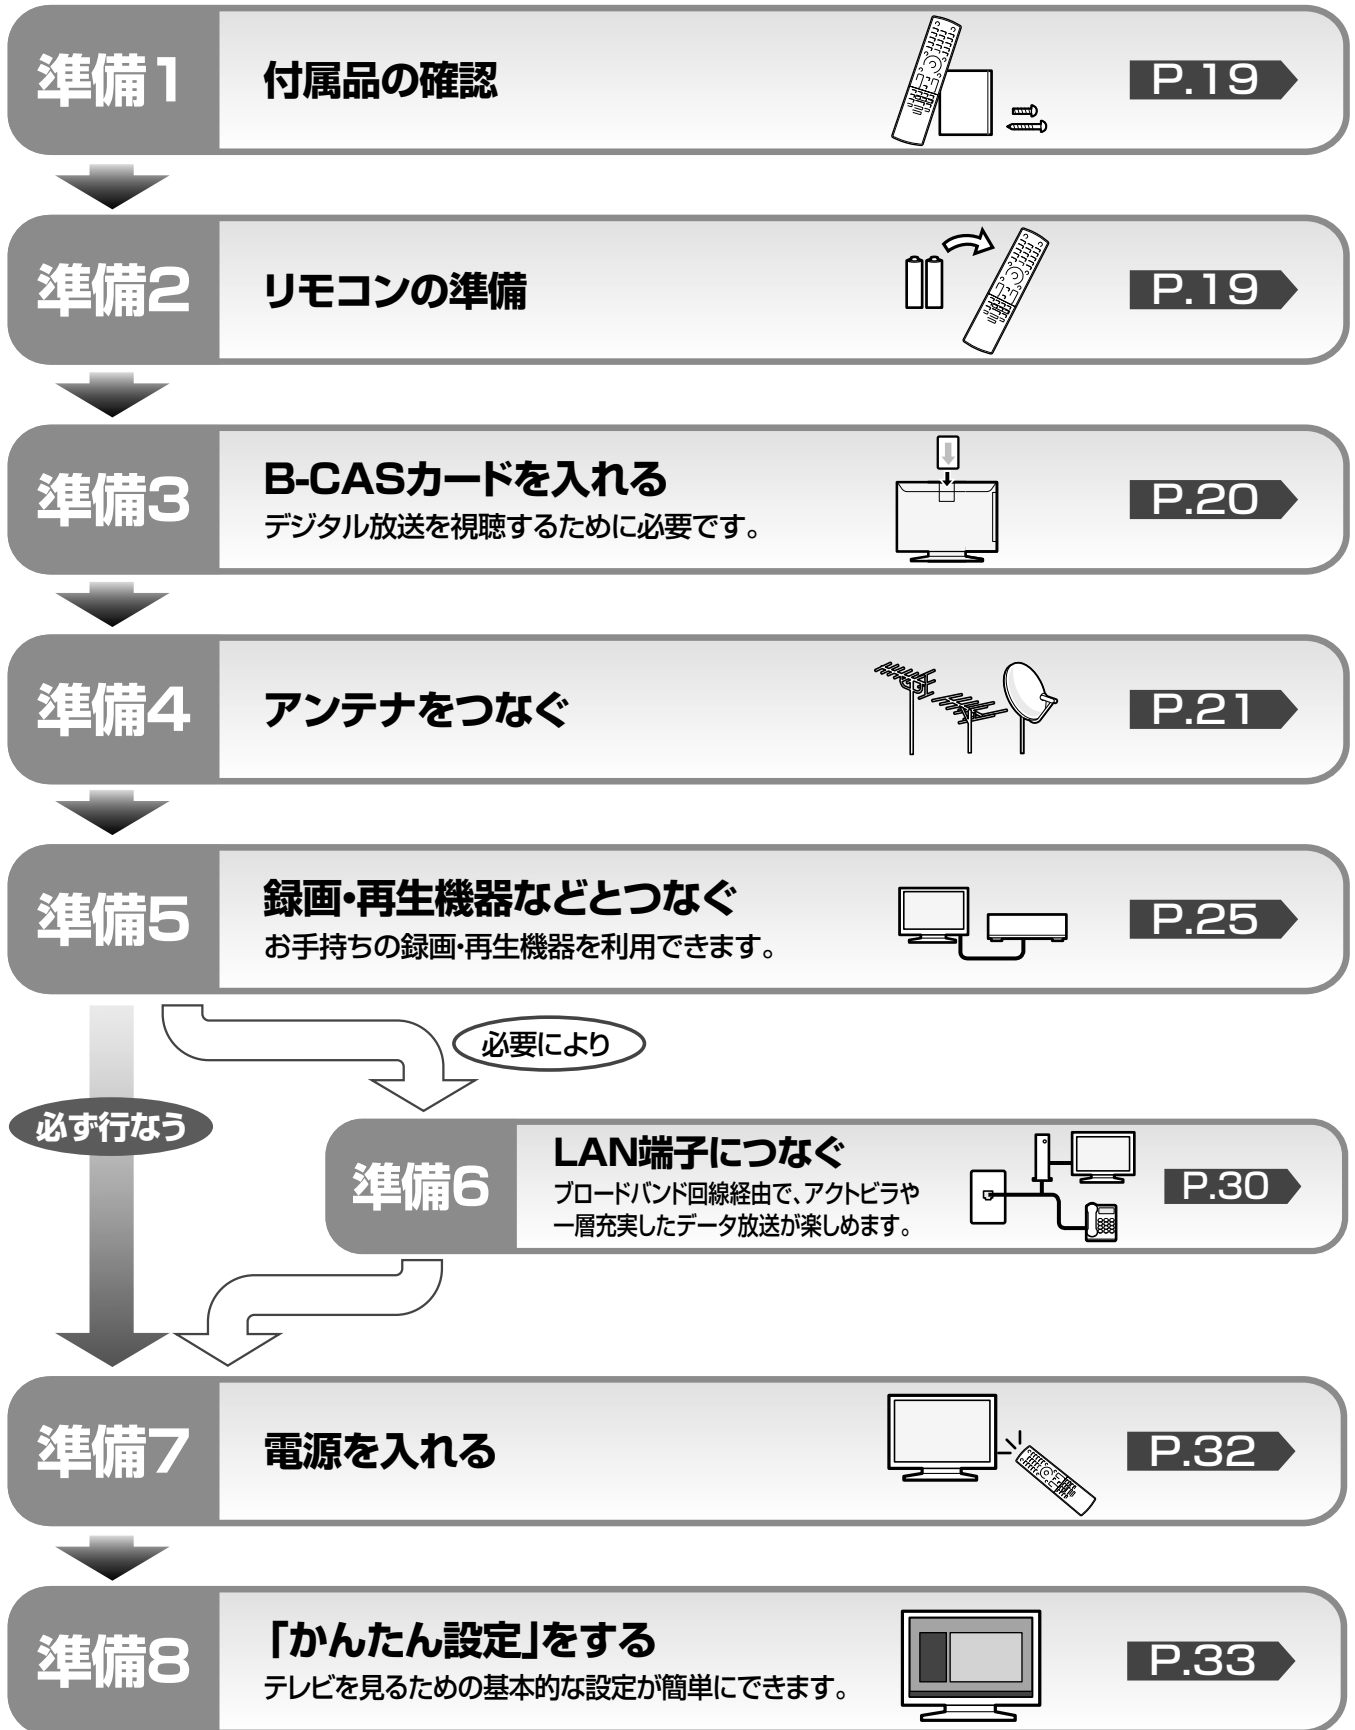 準備1
付属品の確認
P.19
準備2
リモコンの準備
P.19
準備3
B-CASカードを入れる
デジタル放送を視聴するために必要です。
P.20
準備4
アンテナをつなぐ
P.21
準備5
録画・再生機器などとつなぐ
お手持ちの録画・再生機器を利用できます。
P.25
必要により
必ず行なう
準備6
LAN端子につなぐ
ブロードバンド回線経由で、アクトビラや
一層充実したデータ放送が楽しめます。
P.30
準備7
電源を入れる
P.32
準備8
「かんたん設定」をする
テレビを見るための基本的な設定が簡単にできます。
P.33